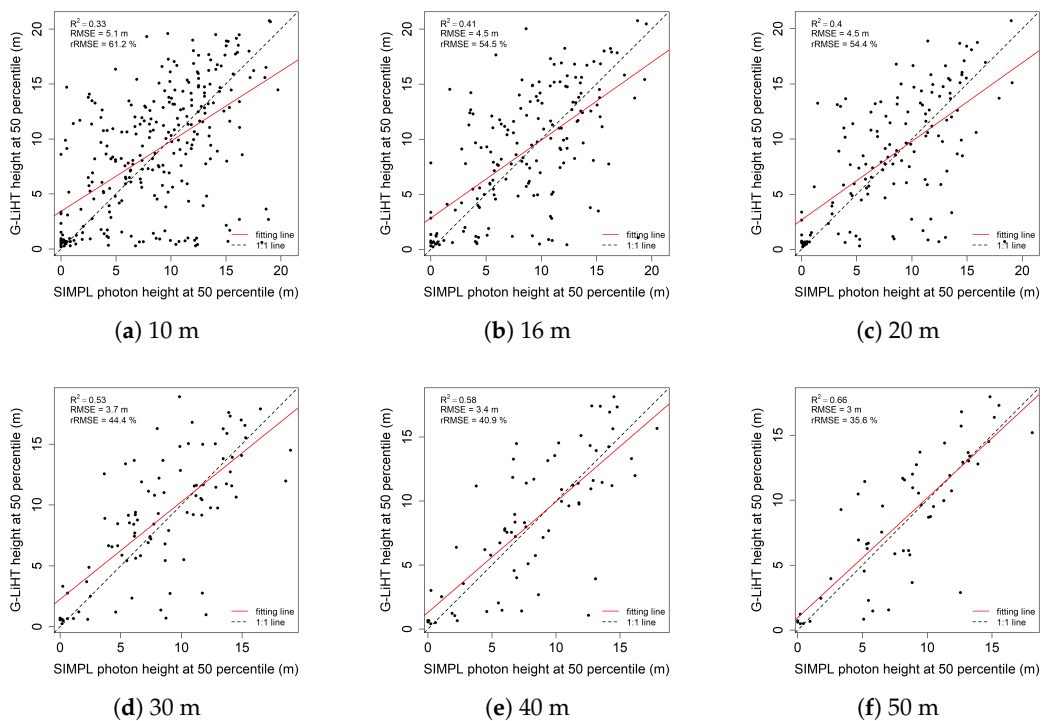 R² = 0.33
RMSE = 5.1 m
rRMSE = 61.2 %
G-LiHT height at 50 percentile (m)
0 5 10 15 20
fitting line
1:1 line
0 5 10 15 20
SIMPL photon height at 50 percentile (m)
(a) 10 m
R² = 0.41
RMSE = 4.5 m
rRMSE = 54.5 %
G-LiHT height at 50 percentile (m)
0 5 10 15 20
fitting line
1:1 line
0 5 10 15 20
SIMPL photon height at 50 percentile (m)
(b) 16 m
R² = 0.4
RMSE = 4.5 m
rRMSE = 54.4 %
G-LiHT height at 50 percentile (m)
0 5 10 15 20
fitting line
1:1 line
0 5 10 15 20
SIMPL photon height at 50 percentile (m)
(c) 20 m
R² = 0.53
RMSE = 3.7 m
rRMSE = 44.4 %
G-LiHT height at 50 percentile (m)
0 5 10 15
fitting line
1:1 line
0 5 10 15
SIMPL photon height at 50 percentile (m)
(d) 30 m
R² = 0.58
RMSE = 3.4 m
rRMSE = 40.9 %
G-LiHT height at 50 percentile (m)
0 5 10 15
fitting line
1:1 line
0 5 10 15
SIMPL photon height at 50 percentile (m)
(e) 40 m
R² = 0.66
RMSE = 3 m
rRMSE = 35.6 %
G-LiHT height at 50 percentile (m)
0 5 10 15
fitting line
1:1 line
0 5 10 15
SIMPL photon height at 50 percentile (m)
(f) 50 m